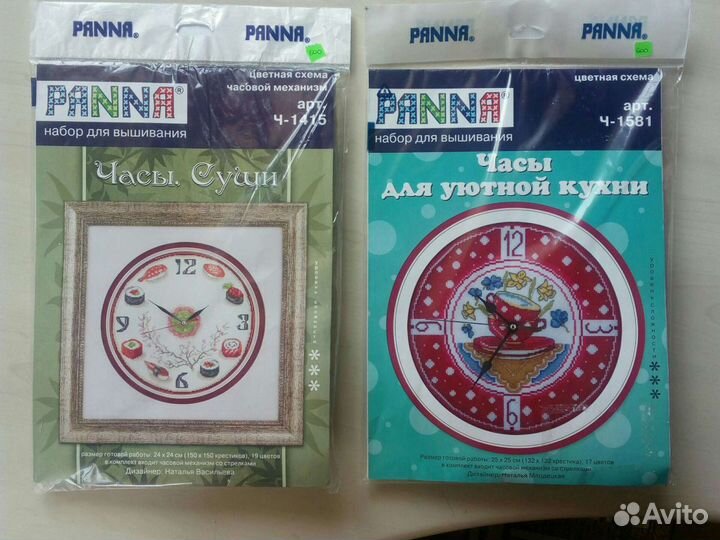 PANNA® PANNA®
600
цветная схема
часовой механизм
PANNA®
арт.
Ч-1415
набор для вышивания
Часы. Суши
12
3
6
9
уровень сложности
размер готовой работы: 24 x 24 см (150 x 150 крестиков), 19 цветов
в комплект входит часовой механизм со стрелками
Дизайнер: Наталья Васильева
PANNA® PANNA®
600
цветная схема
PANNA®
арт.
Ч-1581
набор для вышивания
Часы
для уютной кухни
12
3
6
9
уровень сложности
Размер готовой работы: 25 x 25 см (132 x 132 крестика), 17 цветов
в комплект входит часовой механизм со стрелками
Дизайнер: Наталья Млодецкая
Avito